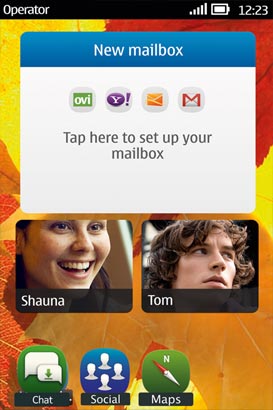 Operator 12:23
New mailbox
ovi Y!
Tap here to set up your
mailbox
Shauna Tom
N
Chat Social Maps